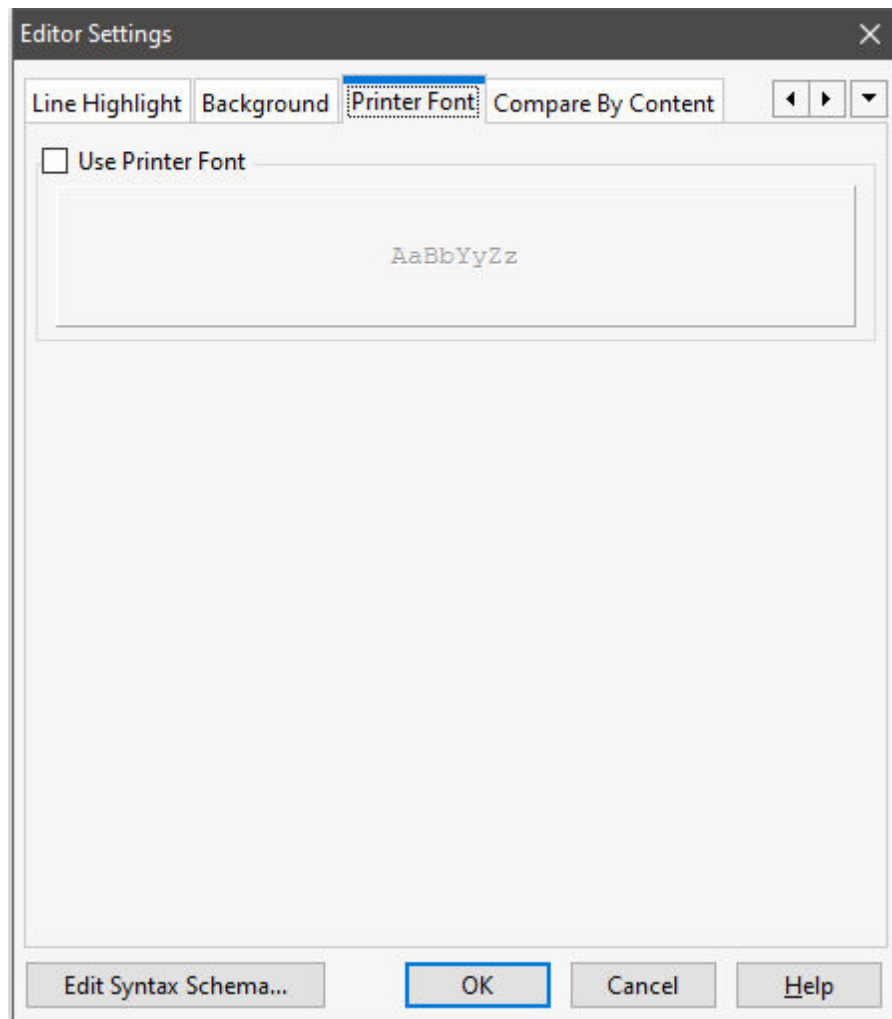 Editor Settings
Line Highlight Background Printer Font Compare By Content
Use Printer Font
AaBbYyZz
Edit Syntax Schema... OK Cancel Help